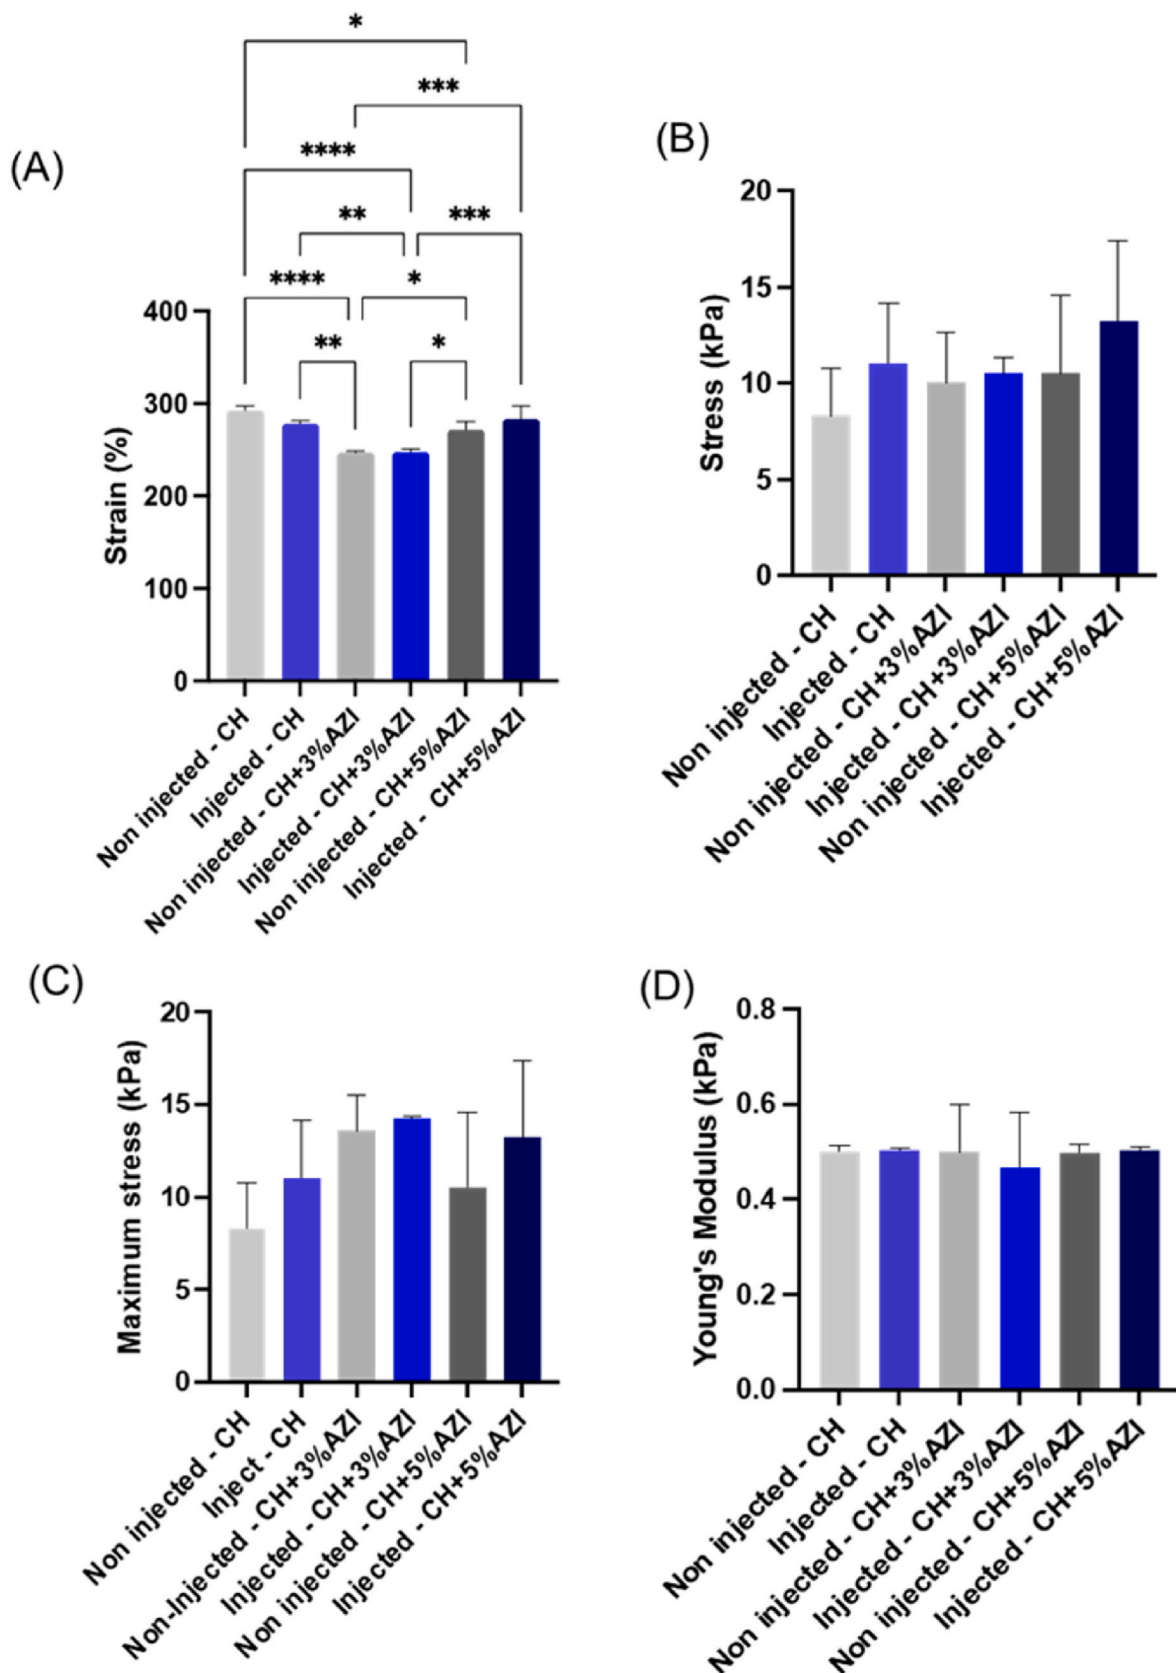 (A)
*
***
****
**
***
****
*
**
*
Strain (%)
400
300
200
100
0
Non injected - CH
Injected - CH
Non injected - CH+3%AZI
Injected - CH+3%AZI
Non injected - CH+5%AZI
Injected - CH+5%AZI
(B)
Stress (kPa)
20
15
10
5
0
Non injected - CH
Injected - CH
Non injected - CH+3%AZI
Injected - CH+3%AZI
Non injected - CH+5%AZI
Injected - CH+5%AZI
(C)
Maximum stress (kPa)
20
15
10
5
0
Non injected - CH
Inject - CH
Non-Injected - CH+3%AZI
Injected - CH+3%AZI
Non injected - CH+5%AZI
Injected - CH+5%AZI
(D)
Young's Modulus (kPa)
0.8
0.6
0.4
0.2
0.0
Non injected - CH
Injected - CH
Non injected - CH+3%AZI
Injected - CH+3%AZI
Non injected - CH+5%AZI
Injected - CH+5%AZI